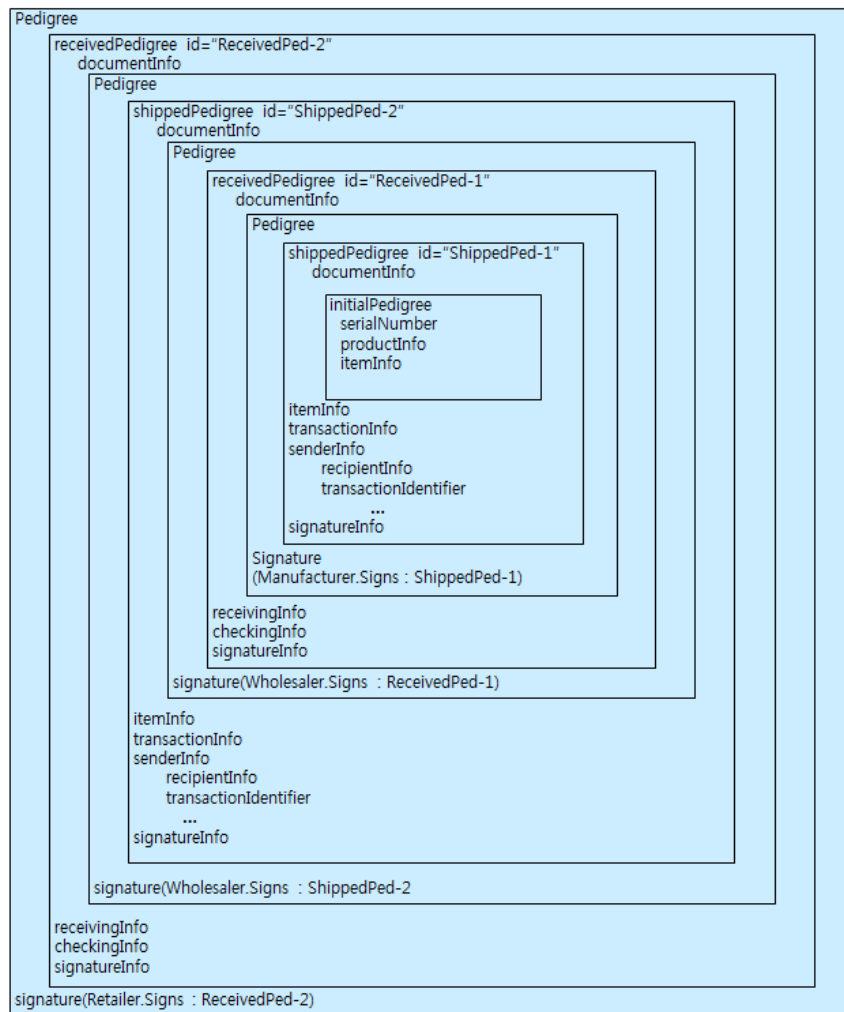 Pedigree
receivedPedigree id="ReceivedPed-2"
documentInfo
Pedigree
shippedPedigree id="ShippedPed-2"
documentInfo
Pedigree
receivedPedigree id="ReceivedPed-1"
documentInfo
Pedigree
shippedPedigree id="ShippedPed-1"
documentInfo
initialPedigree
serialNumber
productInfo
itemInfo
itemInfo
transactionInfo
senderInfo
recipientInfo
transactionIdentifier
...
signatureInfo
Signature
(Manufacturer.Signs : ShippedPed-1)
receivingInfo
checkingInfo
signatureInfo
signature(Wholesaler.Signs : ReceivedPed-1)
itemInfo
transactionInfo
senderInfo
recipientInfo
transactionIdentifier
...
signatureInfo
signature(Wholesaler.Signs : ShippedPed-2
receivingInfo
checkingInfo
signatureInfo
signature(Retailer.Signs : ReceivedPed-2)